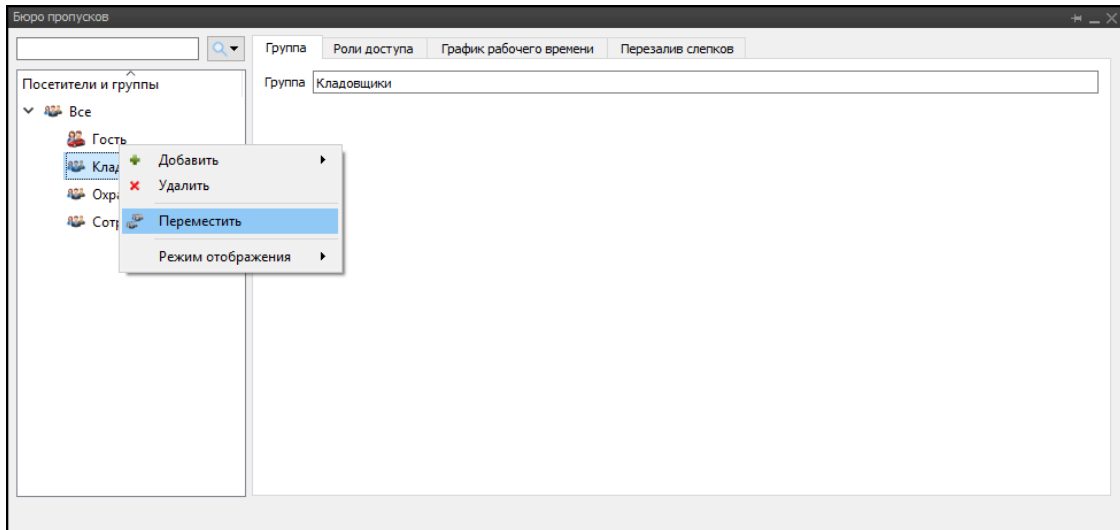 Бюро пропусков
Группа Роли доступа График рабочего времени Перезалив слепков
Посетители и группы
Группа Кладовщики
Все
Гость
Добавить
Удалить
Переместить
Режим отображения